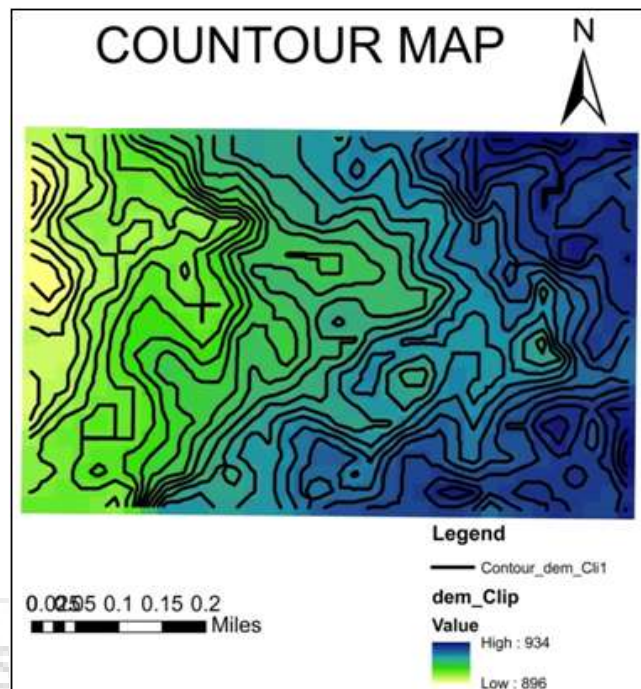 COUNTOUR MAP
N
Legend
Contour_dem_Cli1
dem_Clip
Value
High : 934
Low : 896
0.1 0.15 0.2
Miles